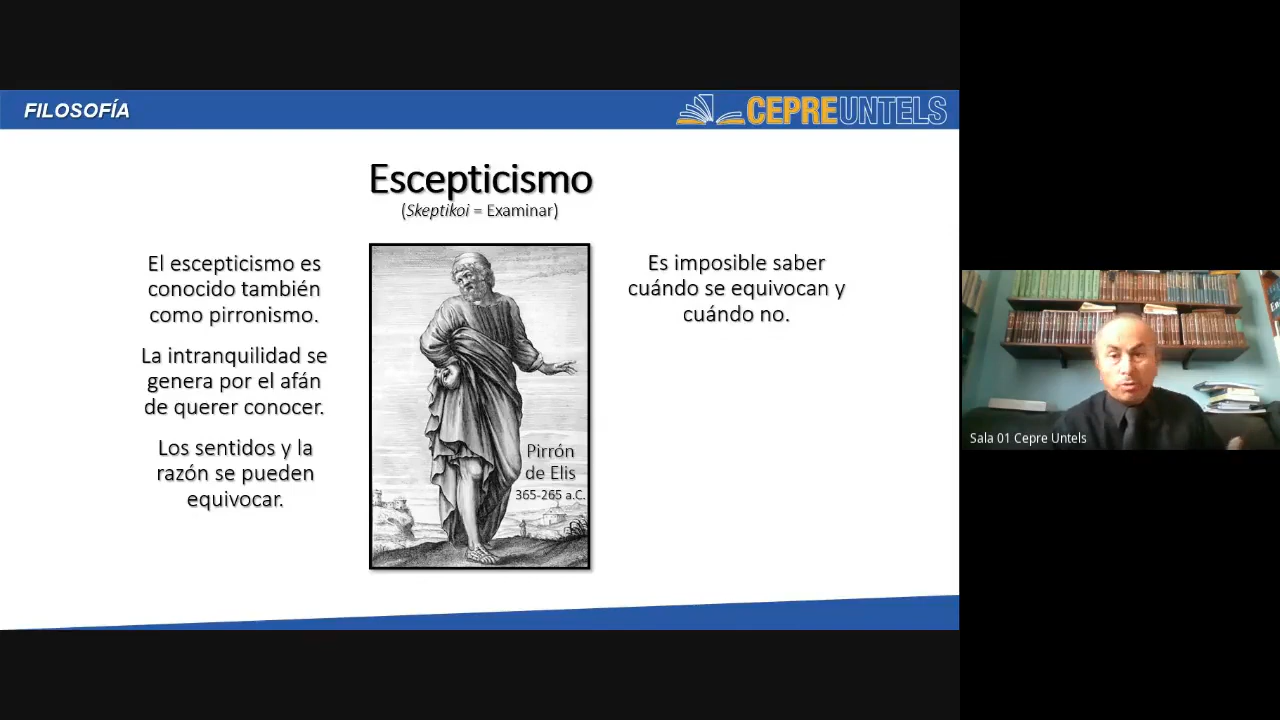 FILOSOFÍA
CEPREUNTELS
Escepticismo
(Skeptikoi = Examinar)
El escepticismo es
conocido también
como pirronismo.
La intranquilidad se
genera por el afán
de querer conocer.
Los sentidos y la
razón se pueden
equivocar.
Pirrón
de Elis
365-265 a.C.
Es imposible saber
cuándo se equivocan y
cuándo no.
Sala 01 Cepre Untels